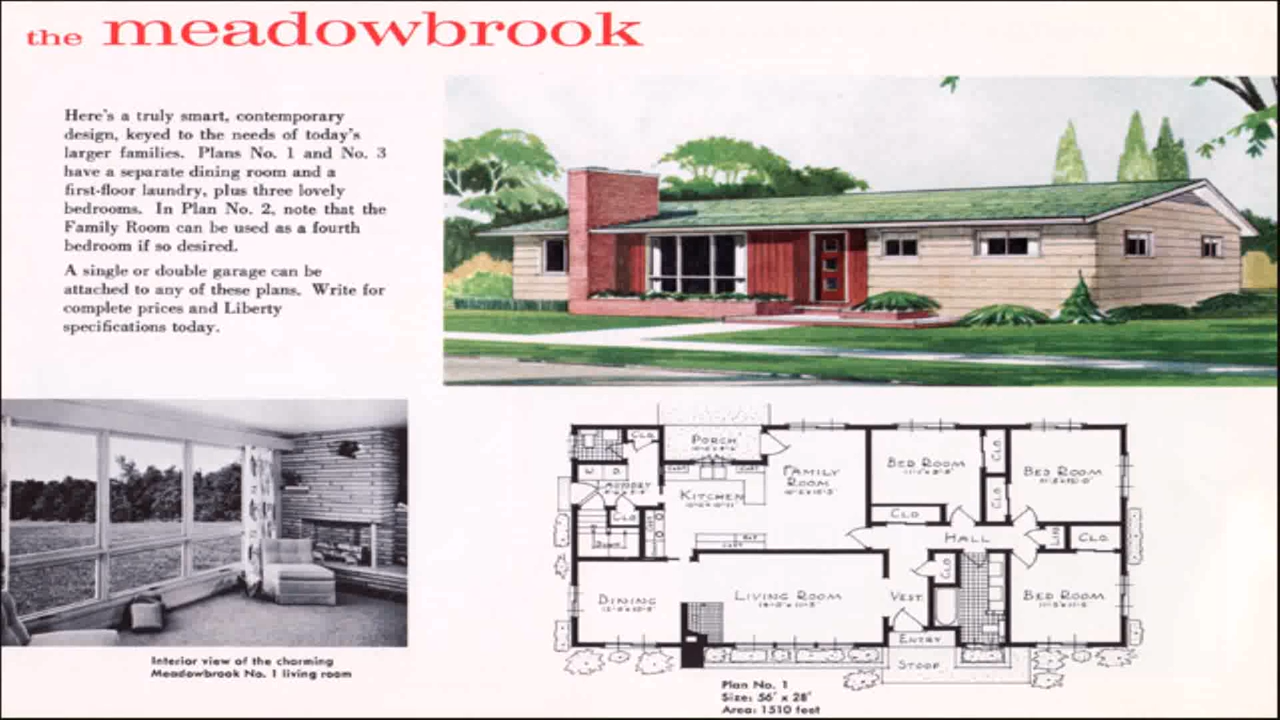 the meadowbrook
Here's a truly smart, contemporary
design, keyed to the needs of today's
larger families. Plans No. 1 and No. 3
have a separate dining room and a
first-floor laundry, plus three lovely
bedrooms. In Plan No. 2, note that the
Family Room can be used as a fourth
bedroom if so desired.
A single or double garage can be
attached to any of these plans. Write for
complete prices and Liberty
specifications today.
Interior view of the charming
Meadowbrook No. 1 living room
CLO
PORCH
W D
LAUNDRY
CLO
KITCHEN
FAMILY
ROOM
BED ROOM
CLO
CLO
CLO
BED ROOM
HALL
LIN
CLO
DINING
LIVING ROOM
VEST.
CLO
BED ROOM
ENTRY
STOOP
Plan No. 1
Size: 56' x 28'
Area: 1510 feet